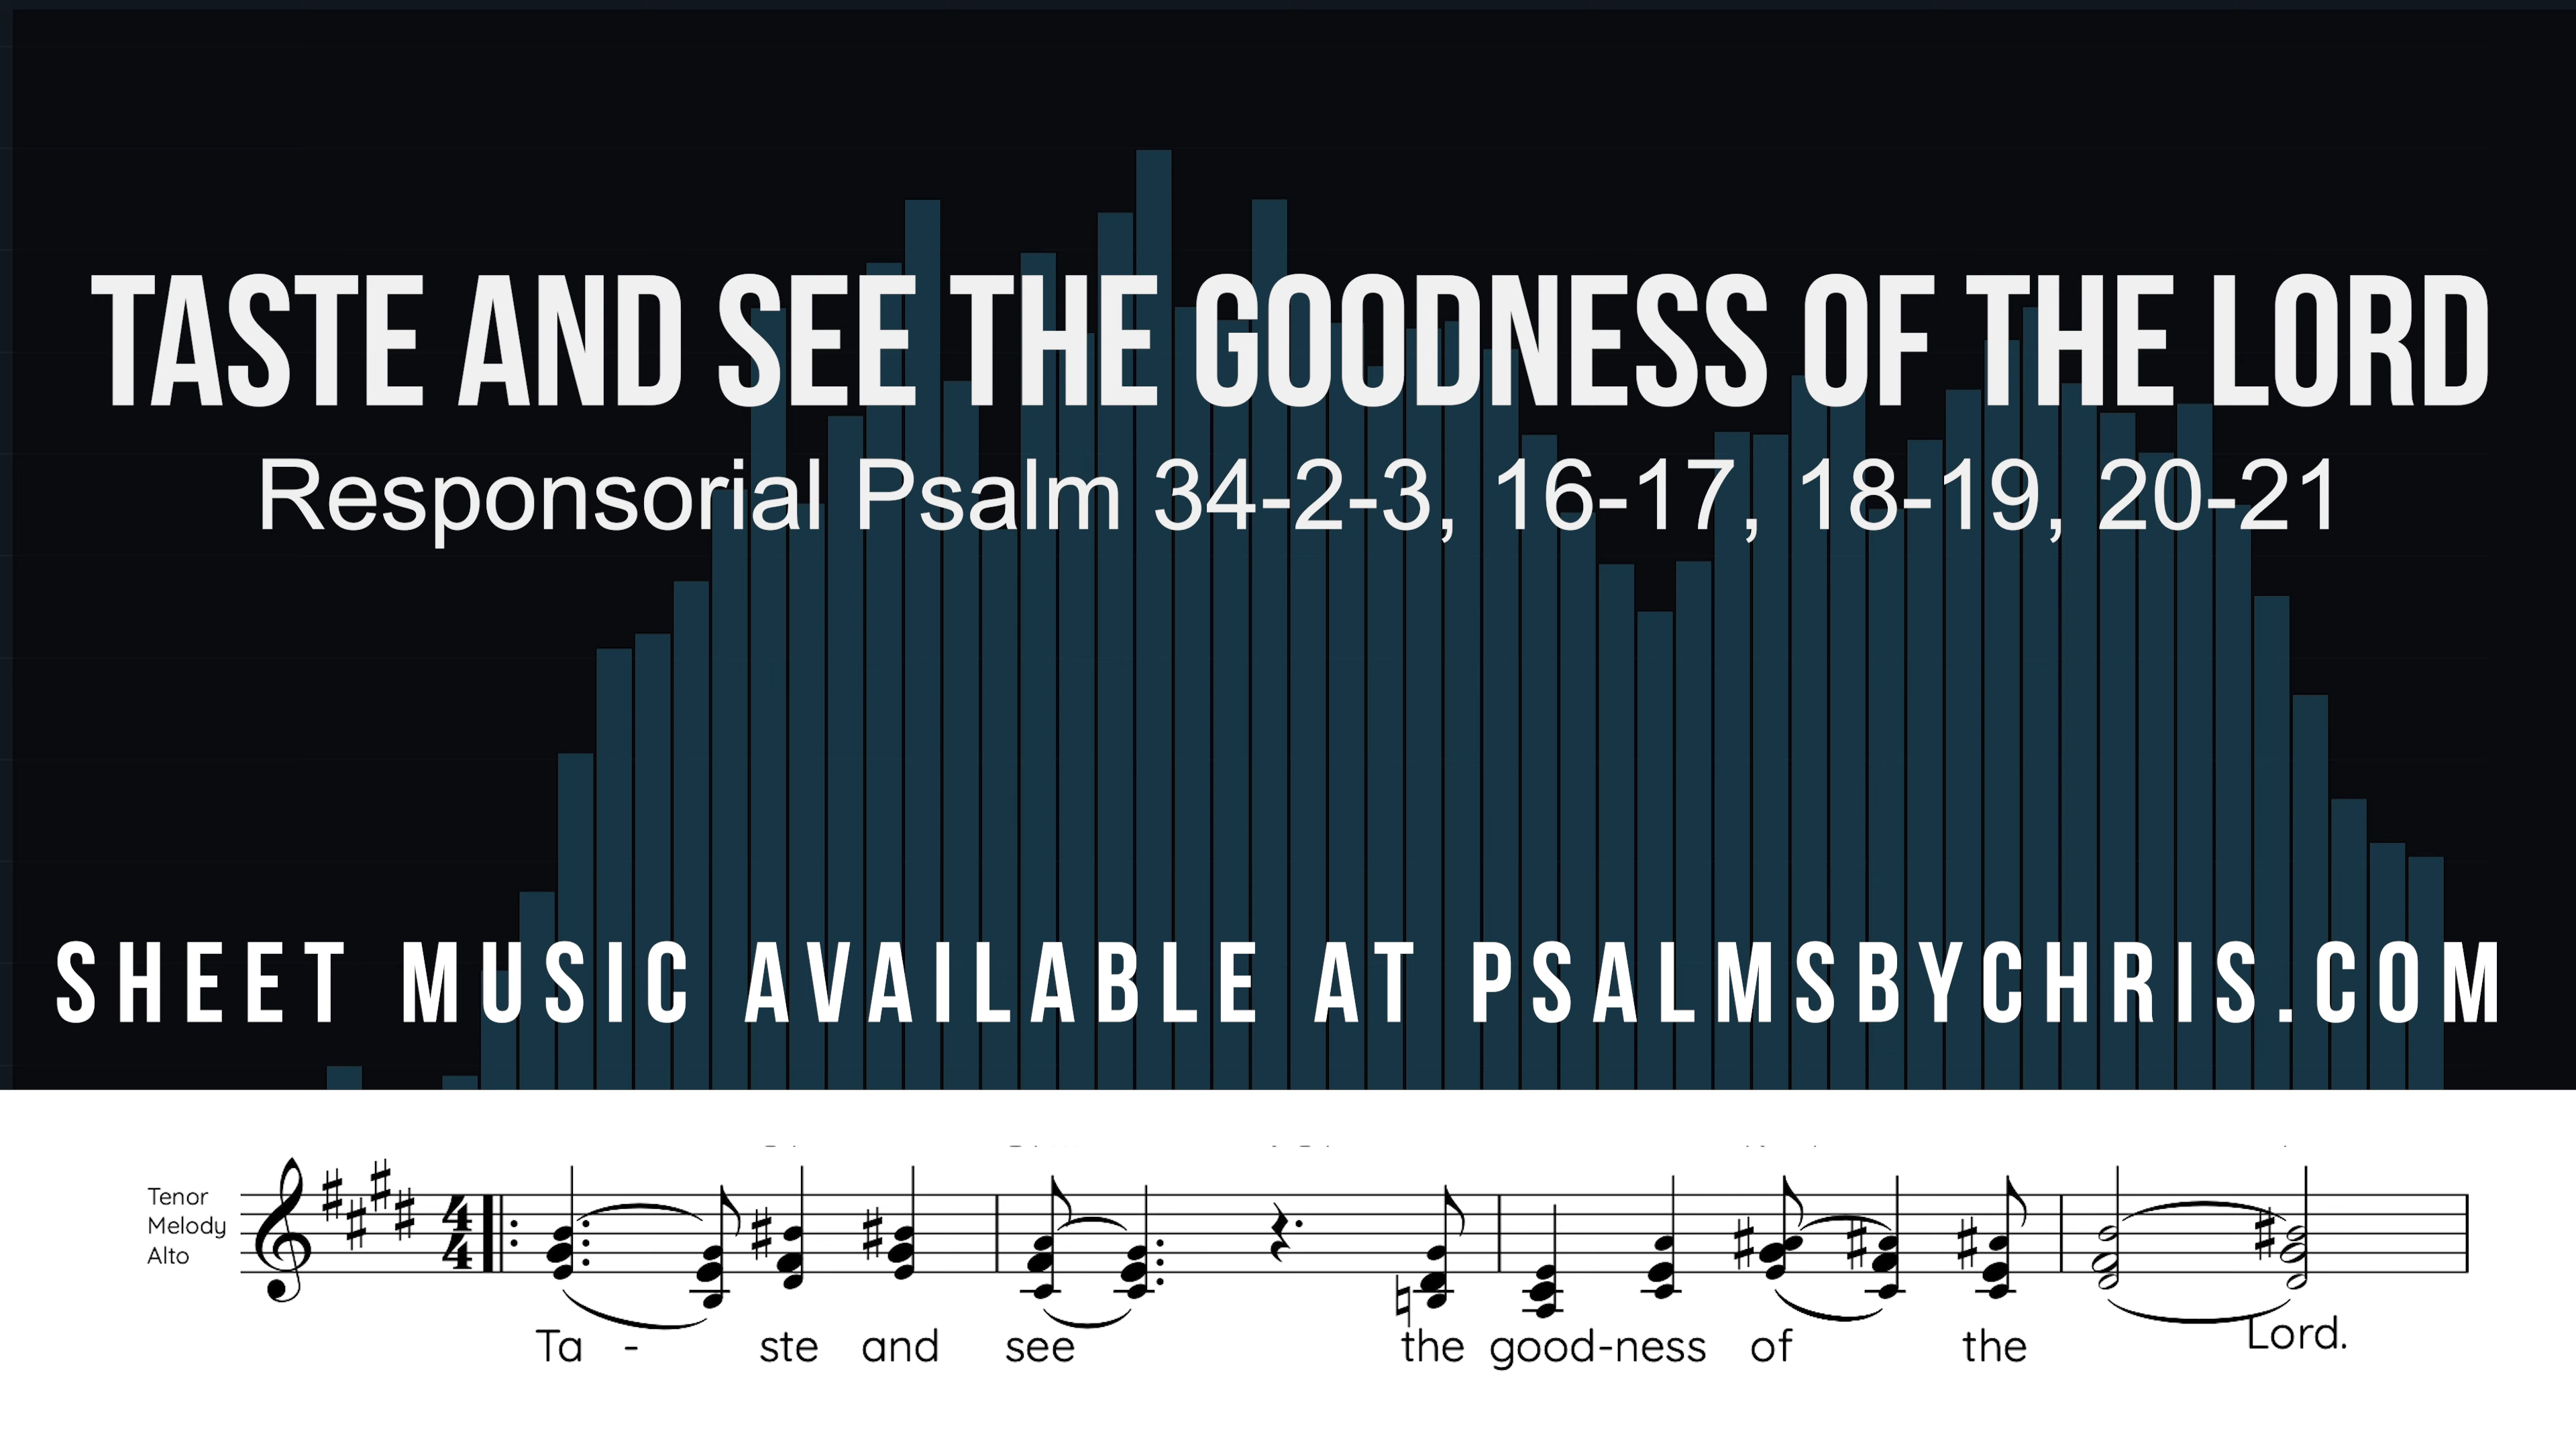 TASTE AND SEE THE GOODNESS OF THE LORD
Responsorial Psalm 34-2-3, 16-17, 18-19, 20-21
SHEET MUSIC AVAILABLE AT PSALMSBYCHRIS.COM
Tenor
Melody
Alto
4
4
Ta - ste and see the good-ness of the Lord.